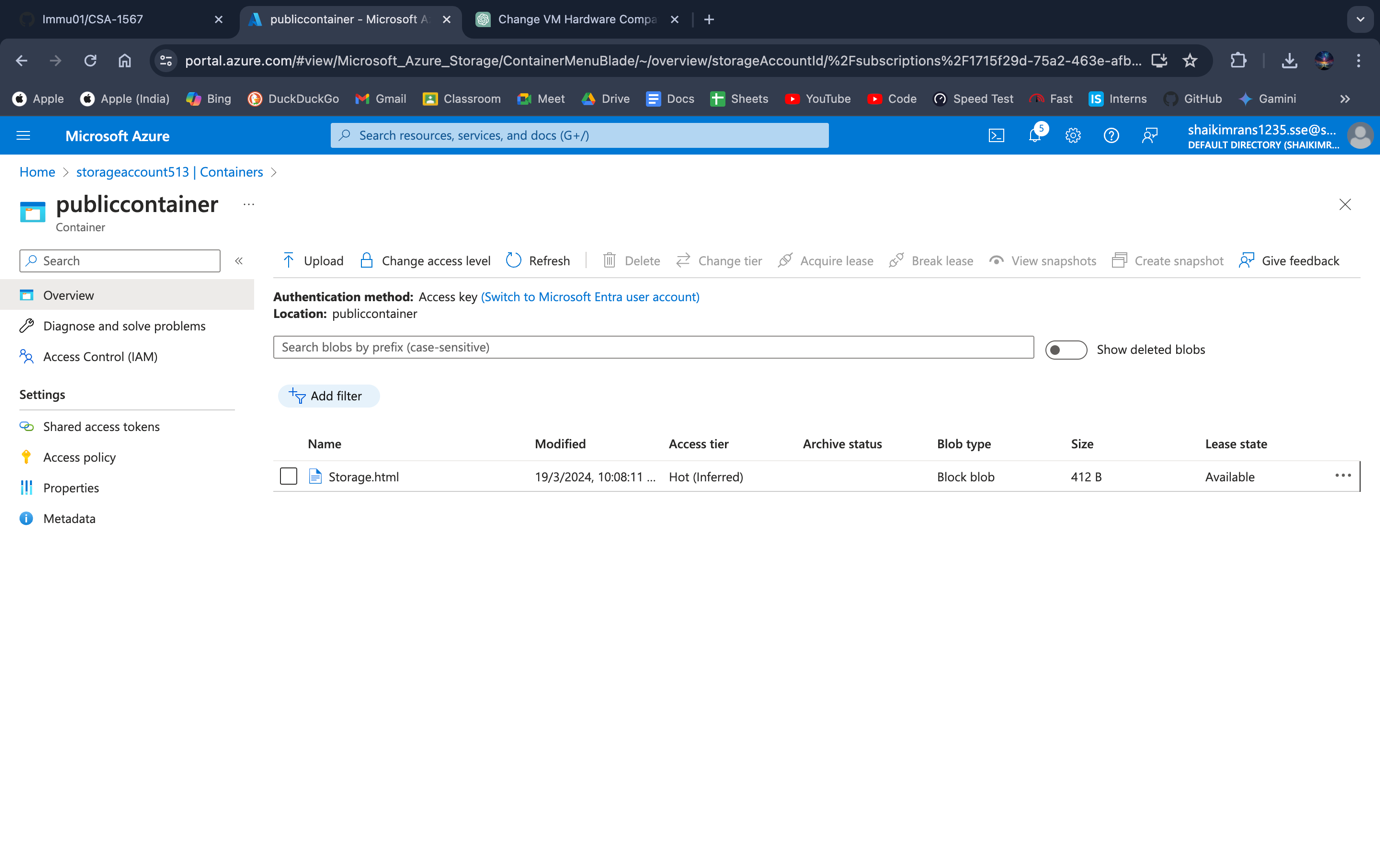 Immu01/CSA-1567
publiccontainer - Microsoft A
Change VM Hardware Compa
portal.azure.com/#view/Microsoft_Azure_Storage/ContainerMenuBlade/~/overview/storageAccountId/%2Fsubscriptions%2F1715f29d-75a2-463e-afb...
Apple Apple (India) Bing DuckDuckGo Gmail Classroom Meet Drive Docs Sheets YouTube Code Speed Test Fast IS Interns GitHub Gamini
Microsoft Azure
Search resources, services, and docs (G+/)
5
shaikimrans1235.sse@s...
DEFAULT DIRECTORY (SHAIKIMR...
Home > storageaccount513 | Containers >
publiccontainer ...
Container
Search
Upload Change access level Refresh Delete Change tier Acquire lease Break lease View snapshots Create snapshot Give feedback
Overview
Diagnose and solve problems
Access Control (IAM)
Settings
Shared access tokens
Access policy
Properties
Metadata
Authentication method: Access key (Switch to Microsoft Entra user account)
Location: publiccontainer
Search blobs by prefix (case-sensitive)
Show deleted blobs
Add filter
Name Modified Access tier Archive status Blob type Size Lease state
Storage.html 19/3/2024, 10:08:11 ... Hot (Inferred) Block blob 412 B Available ...